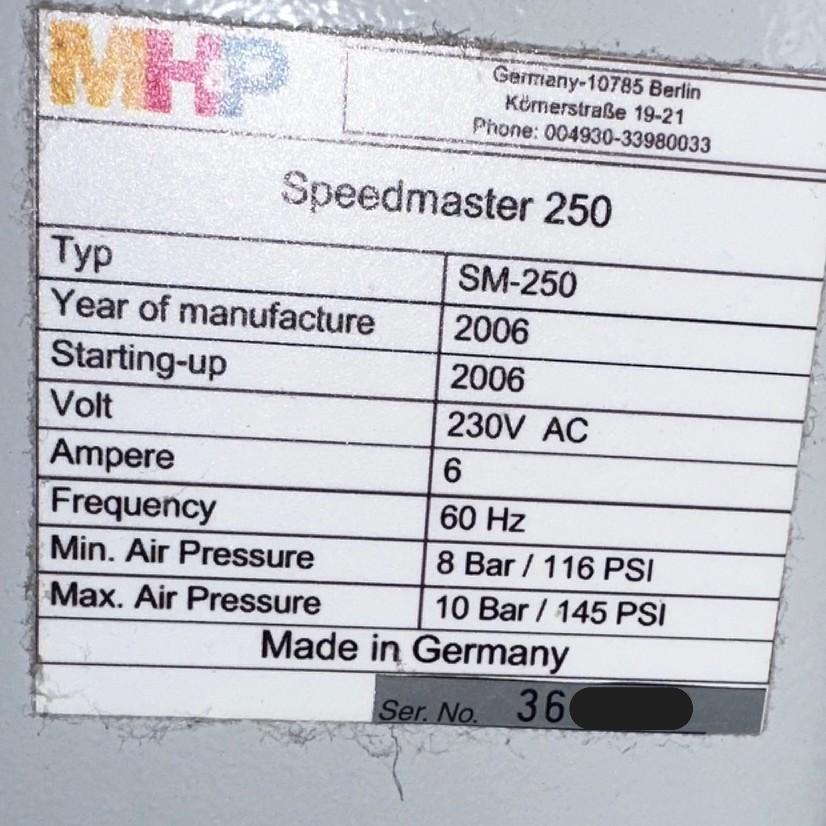 MHP
Germany-10785 Berlin
Körnerstraße 19-21
Phone: 004930-33980033
Speedmaster 250
Typ SM-250
Year of manufacture 2006
Starting-up 2006
Volt 230V AC
Ampere 6
Frequency 60 Hz
Min. Air Pressure 8 Bar / 116 PSI
Max. Air Pressure 10 Bar / 145 PSI
Made in Germany
Ser. No. 36